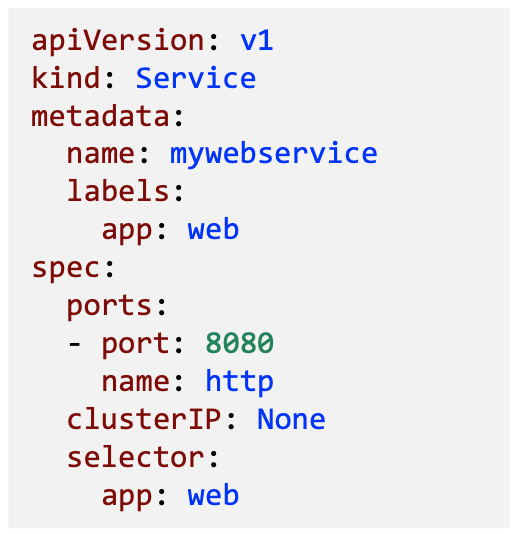 apiVersion: v1
kind: Service
metadata:
  name: mywebservice
  labels:
    app: web
spec:
  ports:
  - port: 8080
    name: http
  clusterIP: None
  selector:
    app: web